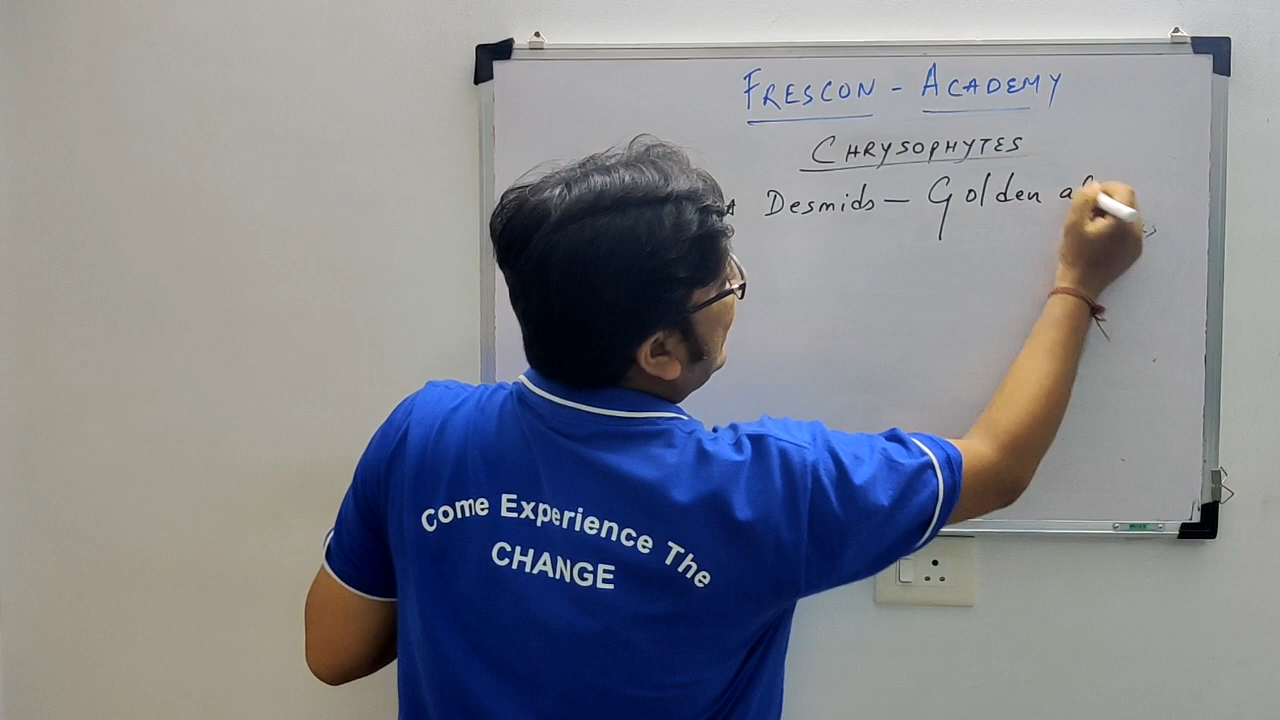 FRESCON - ACADEMY
CHRYSOPHYTES
Desmids — Golden
Come Experience The
CHANGE